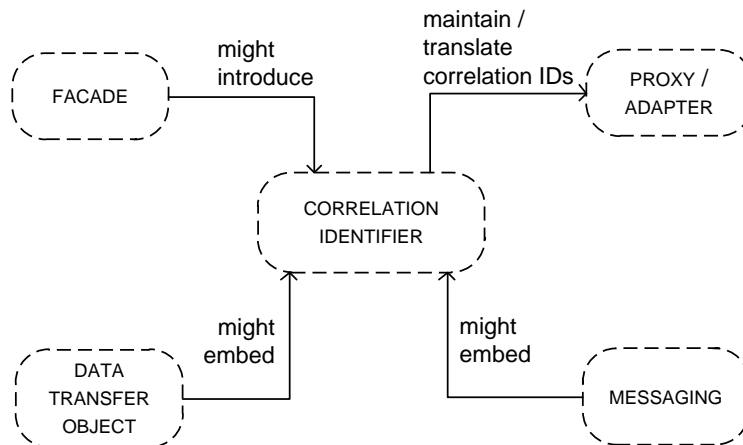 might
introduce
maintain /
translate
correlation IDs
FACADE
PROXY /
ADAPTER
CORRELATION
IDENTIFIER
might
embed
might
embed
DATA
TRANSFER
OBJECT
MESSAGING